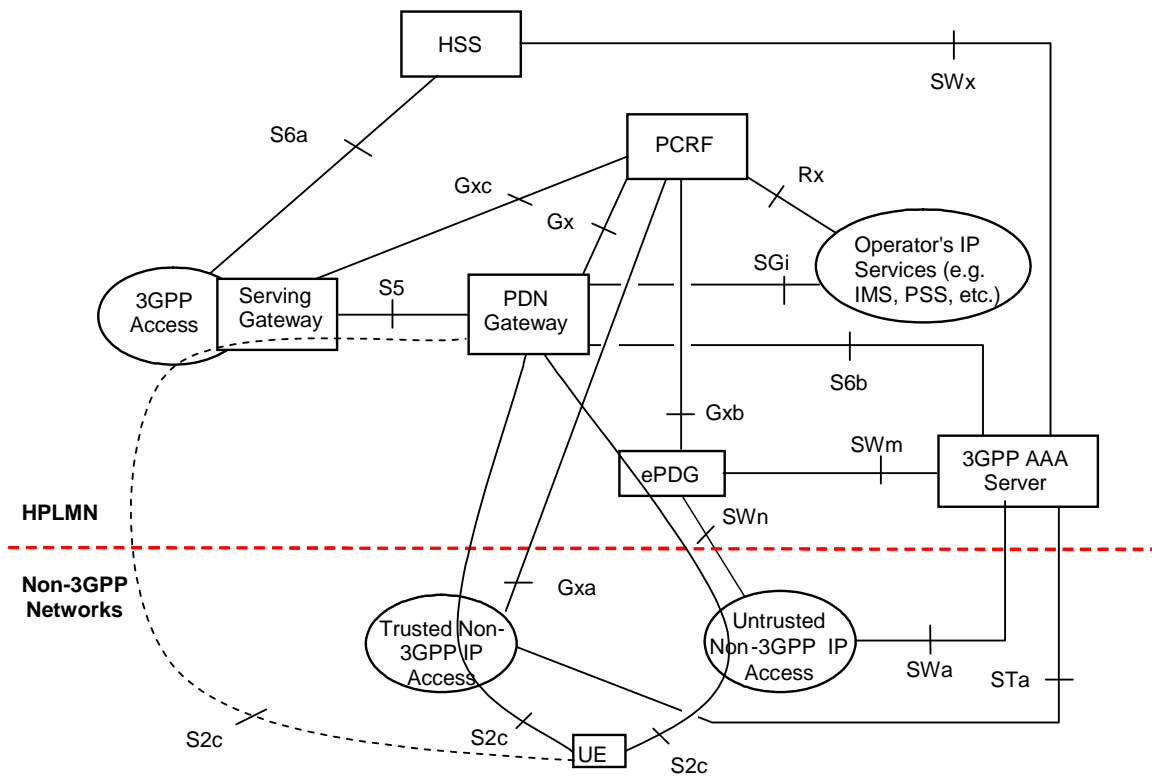 HSS
SWx
S6a
PCRF
Rx
Gxc
Gx
Operator's IP
Services (e.g.
IMS, PSS, etc.)
SGi
3GPP
Access
Serving
Gateway
S5
PDN
Gateway
S6b
Gxb
SWm
3GPP AAA
Server
ePDG
HPLMN
SWn
Non-3GPP
Networks
Gxa
Trusted Non-
3GPP IP
Access
Untrusted
Non-3GPP IP
Access
SWa
STa
S2c
S2c
UE
S2c